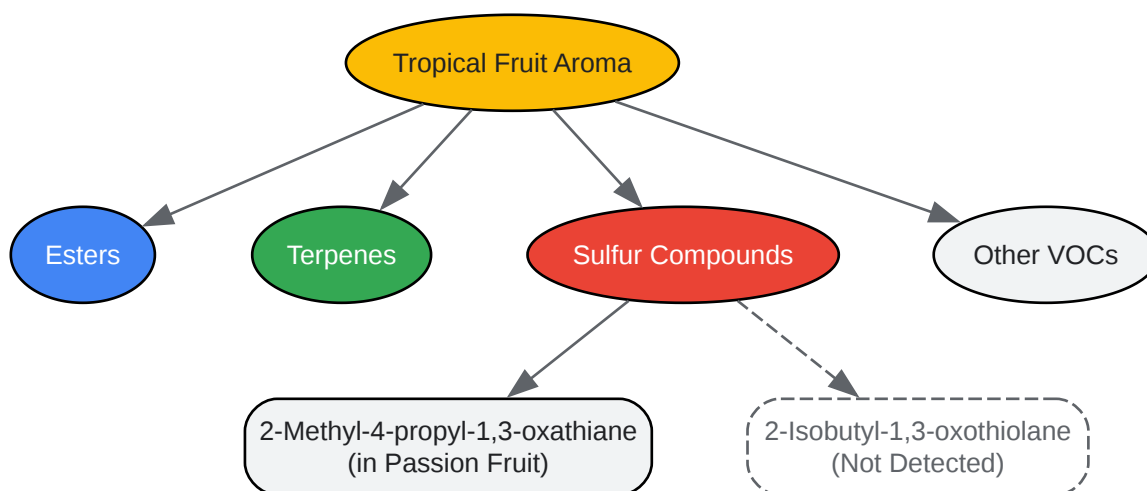 Tropical Fruit Aroma
Esters
Terpenes
Sulfur Compounds
Other VOCs
2-Methyl-4-propyl-1,3-oxathiane
(in Passion Fruit)
2-Isobutyl-1,3-oxothiolane
(Not Detected)